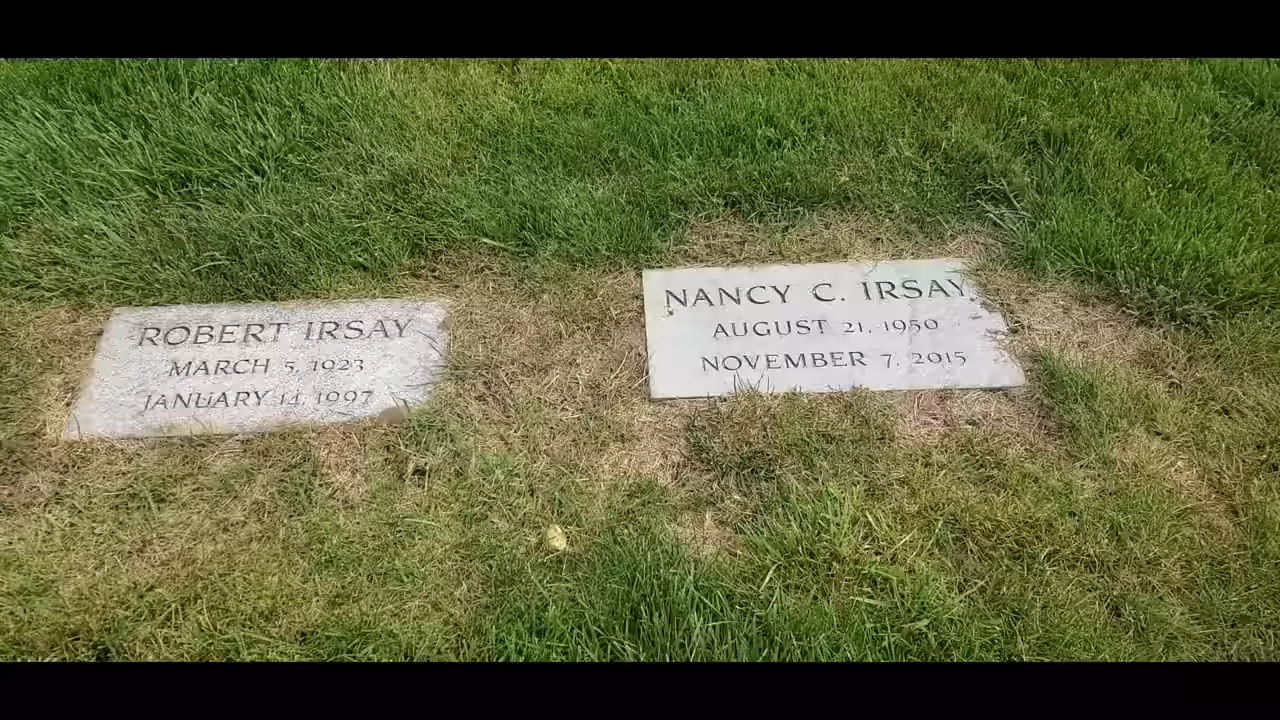 ROBERT IRSAY
MARCH 5, 1923
JANUARY 14, 1997
NANCY C. IRSAY
AUGUST 21, 1950
NOVEMBER 7, 2015